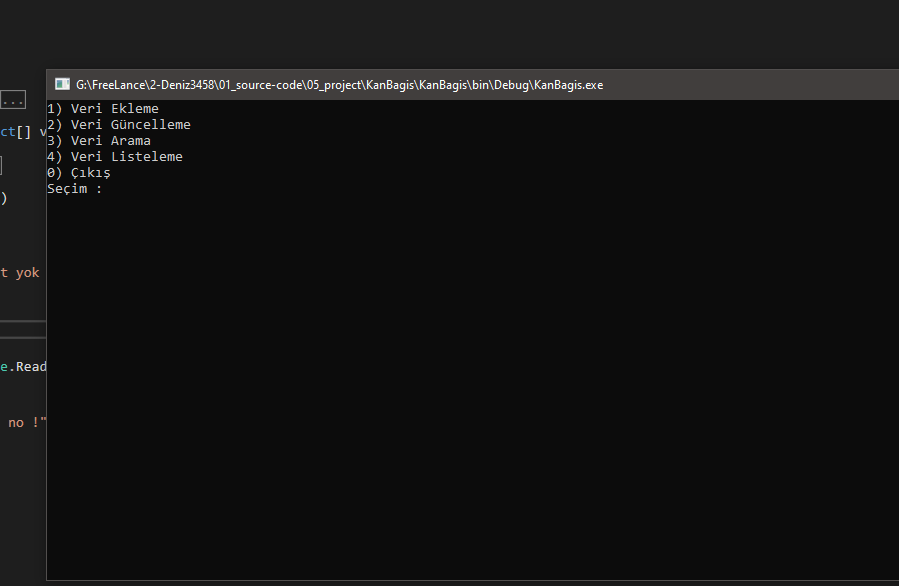 G:\FreeLance\2-Deniz3458\01_source-code\05_project\KanBagis\KanBagis\bin\Debug\KanBagis.exe
...
1) Veri Ekleme
ct[] v
2) Veri Güncelleme
3) Veri Arama
4) Veri Listeleme
0) Çıkış
Seçim :
)
t yok
e.Read
no !"